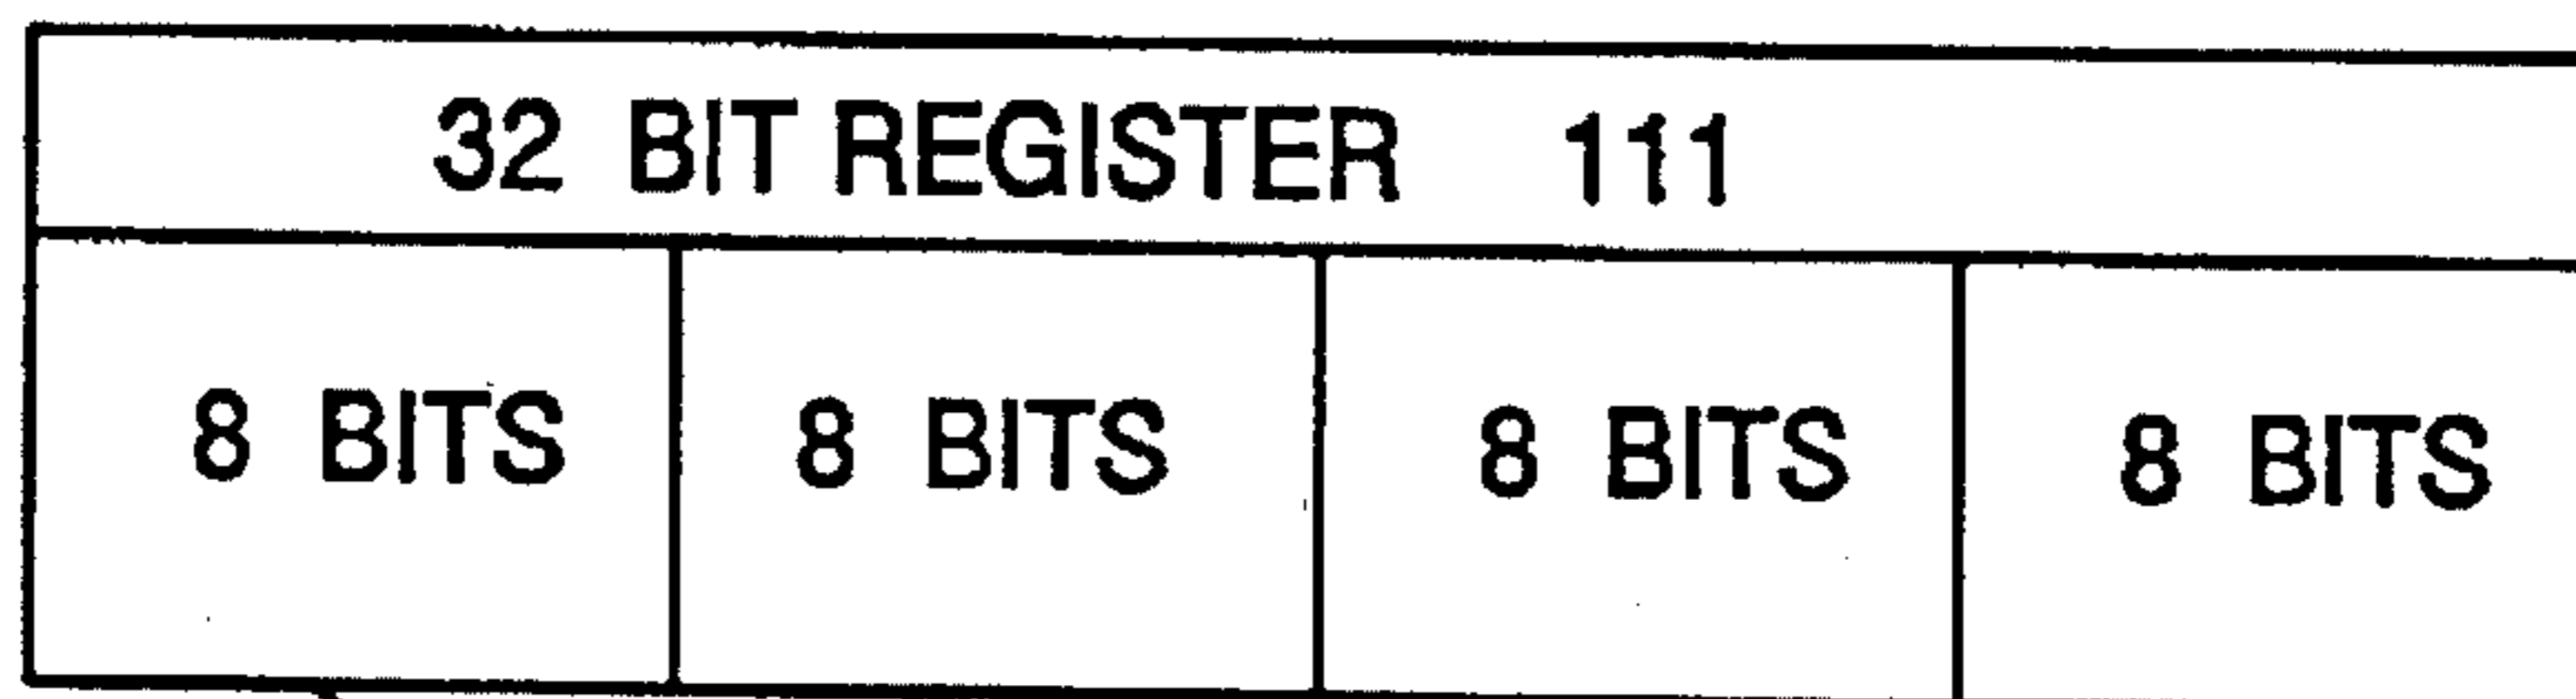 32 BIT REGISTER 111
8 BITS 8 BITS 8 BITS 8 BITS